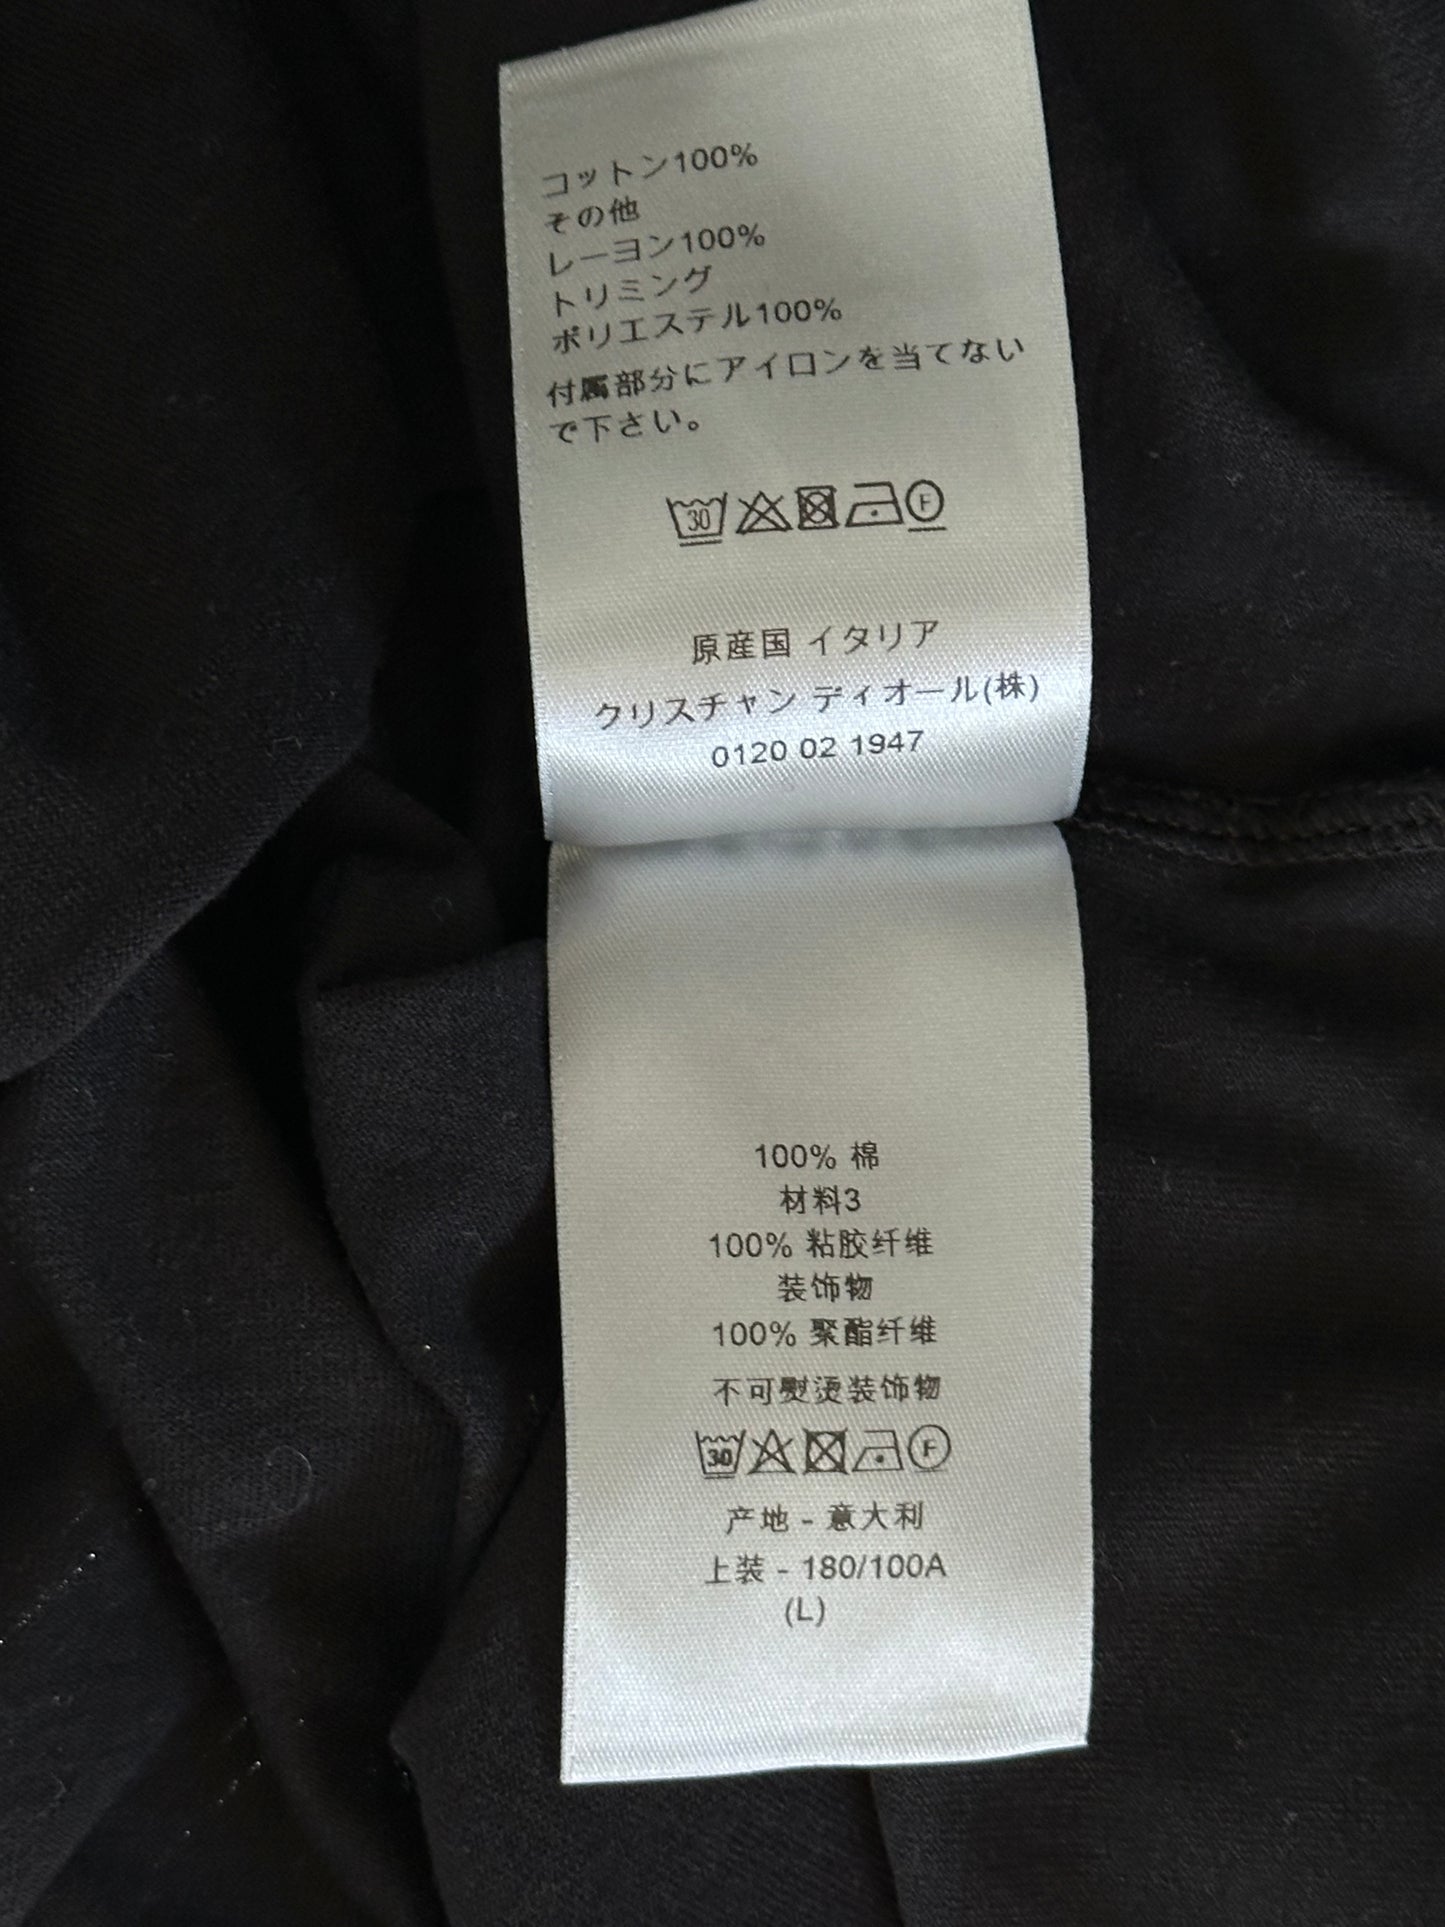 コットン100%
その他
レーヨン100%
トリミング
ポリエステル100%
付属部分にアイロンを当てない
で下さい。
30 F
原産国 イタリア
クリスチャン ディオール(株)
0120 02 1947
100% 棉
材料3
100% 粘胶纤维
装饰物
100% 聚酯纤维
不可熨烫装饰物
30 F
产地 - 意大利
上装 - 180/100A
(L)